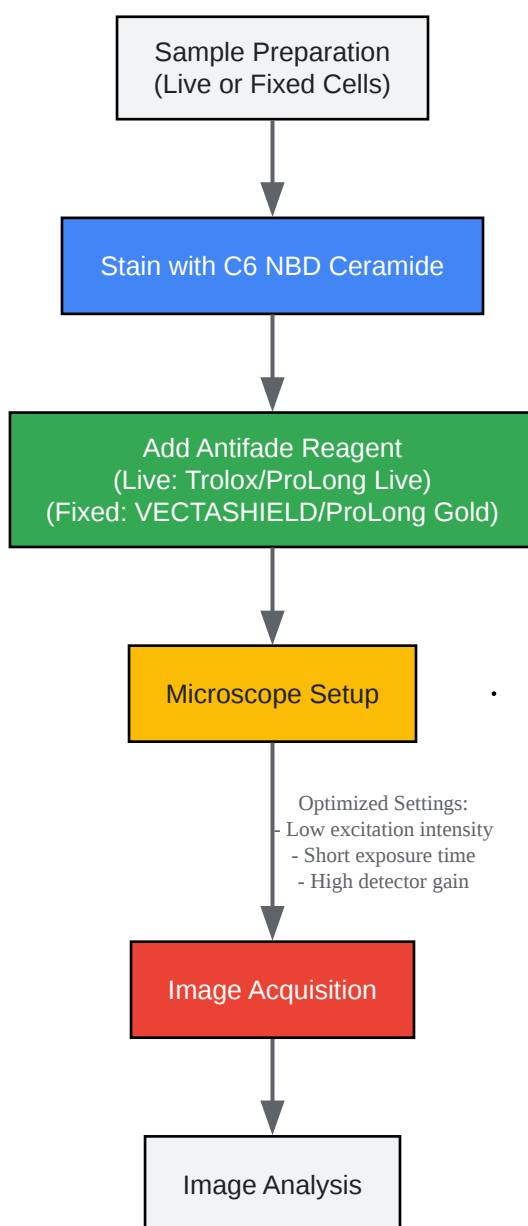 Sample Preparation
(Live or Fixed Cells)
Stain with C6 NBD Ceramide
Add Antifade Reagent
(Live: Trolox/ProLong Live)
(Fixed: VECTASHIELD/ProLong Gold)
Microscope Setup
Optimized Settings:
- Low excitation intensity
- Short exposure time
- High detector gain
Image Acquisition
Image Analysis